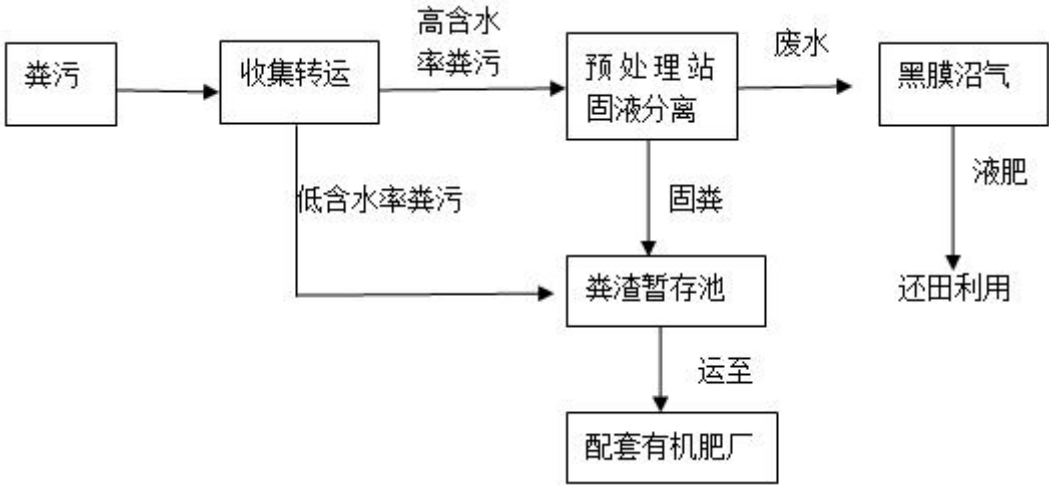 粪污
收集转运
高含水
率粪污
预处理站
固液分离
废水
黑膜沼气
低含水率粪污
固粪
液肥
粪渣暂存池
还田利用
运至
配套有机肥厂